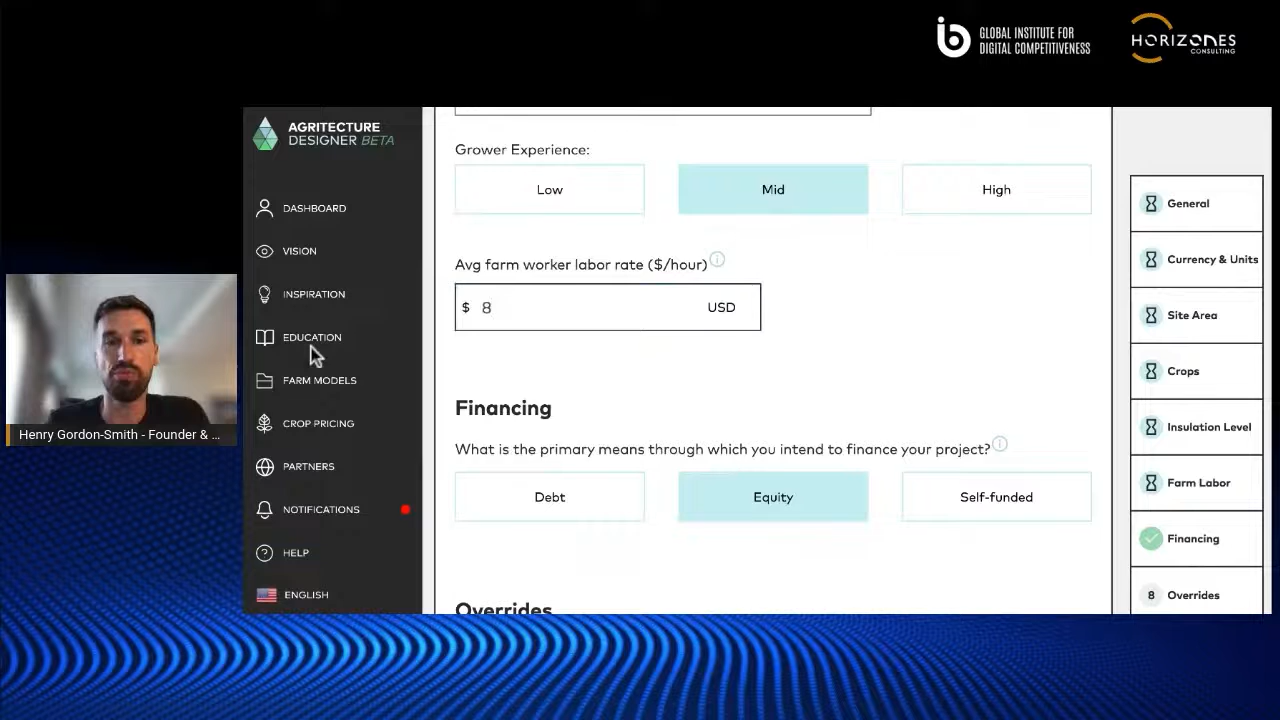 GLOBAL INSTITUTE FOR
DIGITAL COMPETITIVENESS
HORIZONES
CONSULTING
AGRITECTURE
DESIGNER BETA
DASHBOARD
VISION
INSPIRATION
EDUCATION
FARM MODELS
CROP PRICING
PARTNERS
NOTIFICATIONS
HELP
ENGLISH
Grower Experience:
Low
Mid
High
Avg farm worker labor rate ($/hour)
$ 8 USD
Financing
What is the primary means through which you intend to finance your project?
Debt
Equity
Self-funded
Overrides
General
Currency & Units
Site Area
Crops
Insulation Level
Farm Labor
Financing
8 Overrides
Henry Gordon-Smith - Founder & ...